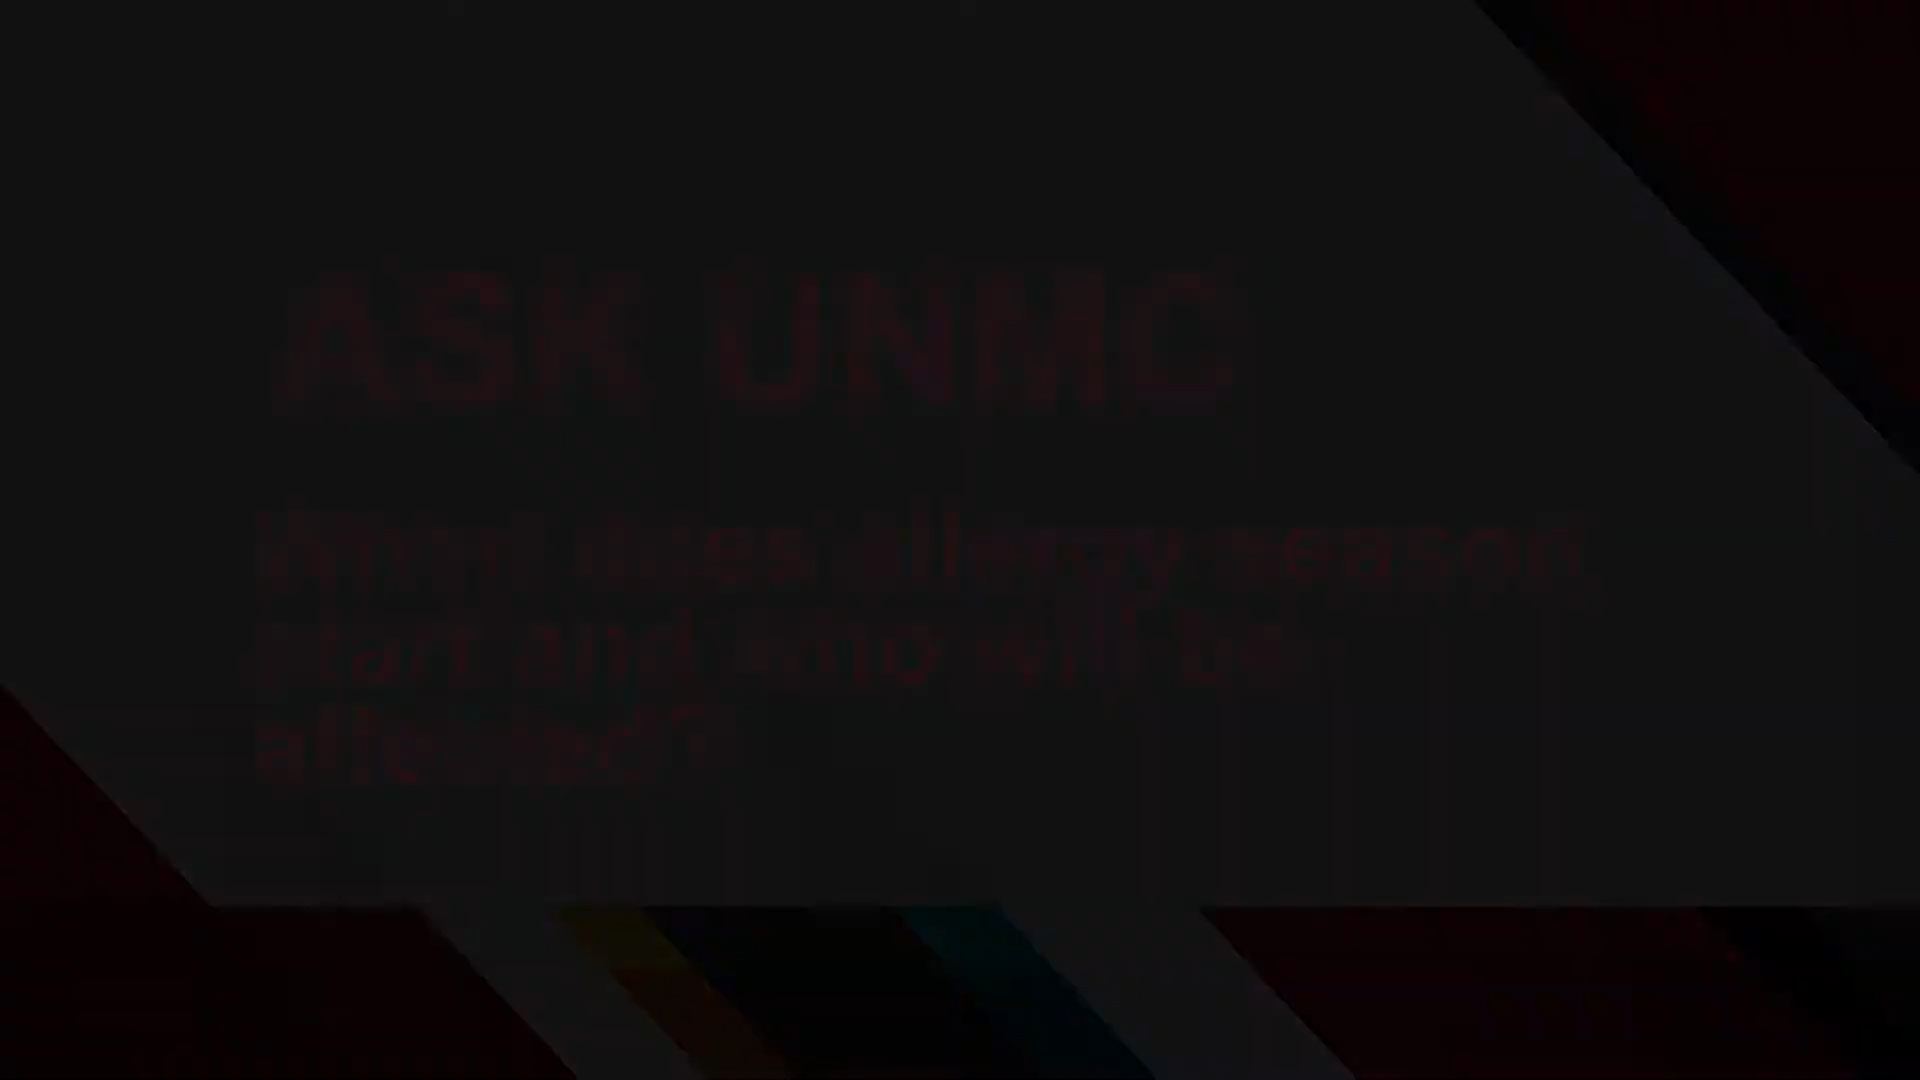 ASK UNMC
When does allergy season
start and who will be
affected?